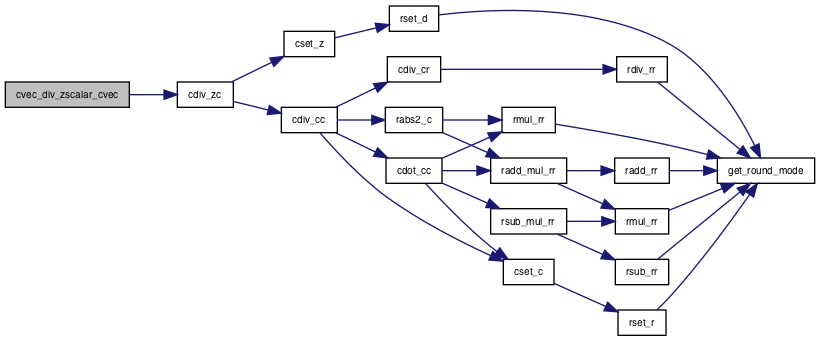 cvec_div_zscalar_cvec
cdiv_zc
cset_z
rset_d
cdiv_cc
cdiv_cr
rdiv_rr
rabs2_c
rmul_rr
cdot_cc
radd_mul_rr
radd_rr
get_round_mode
rsub_mul_rr
rmul_rr
cset_c
rsub_rr
rset_r